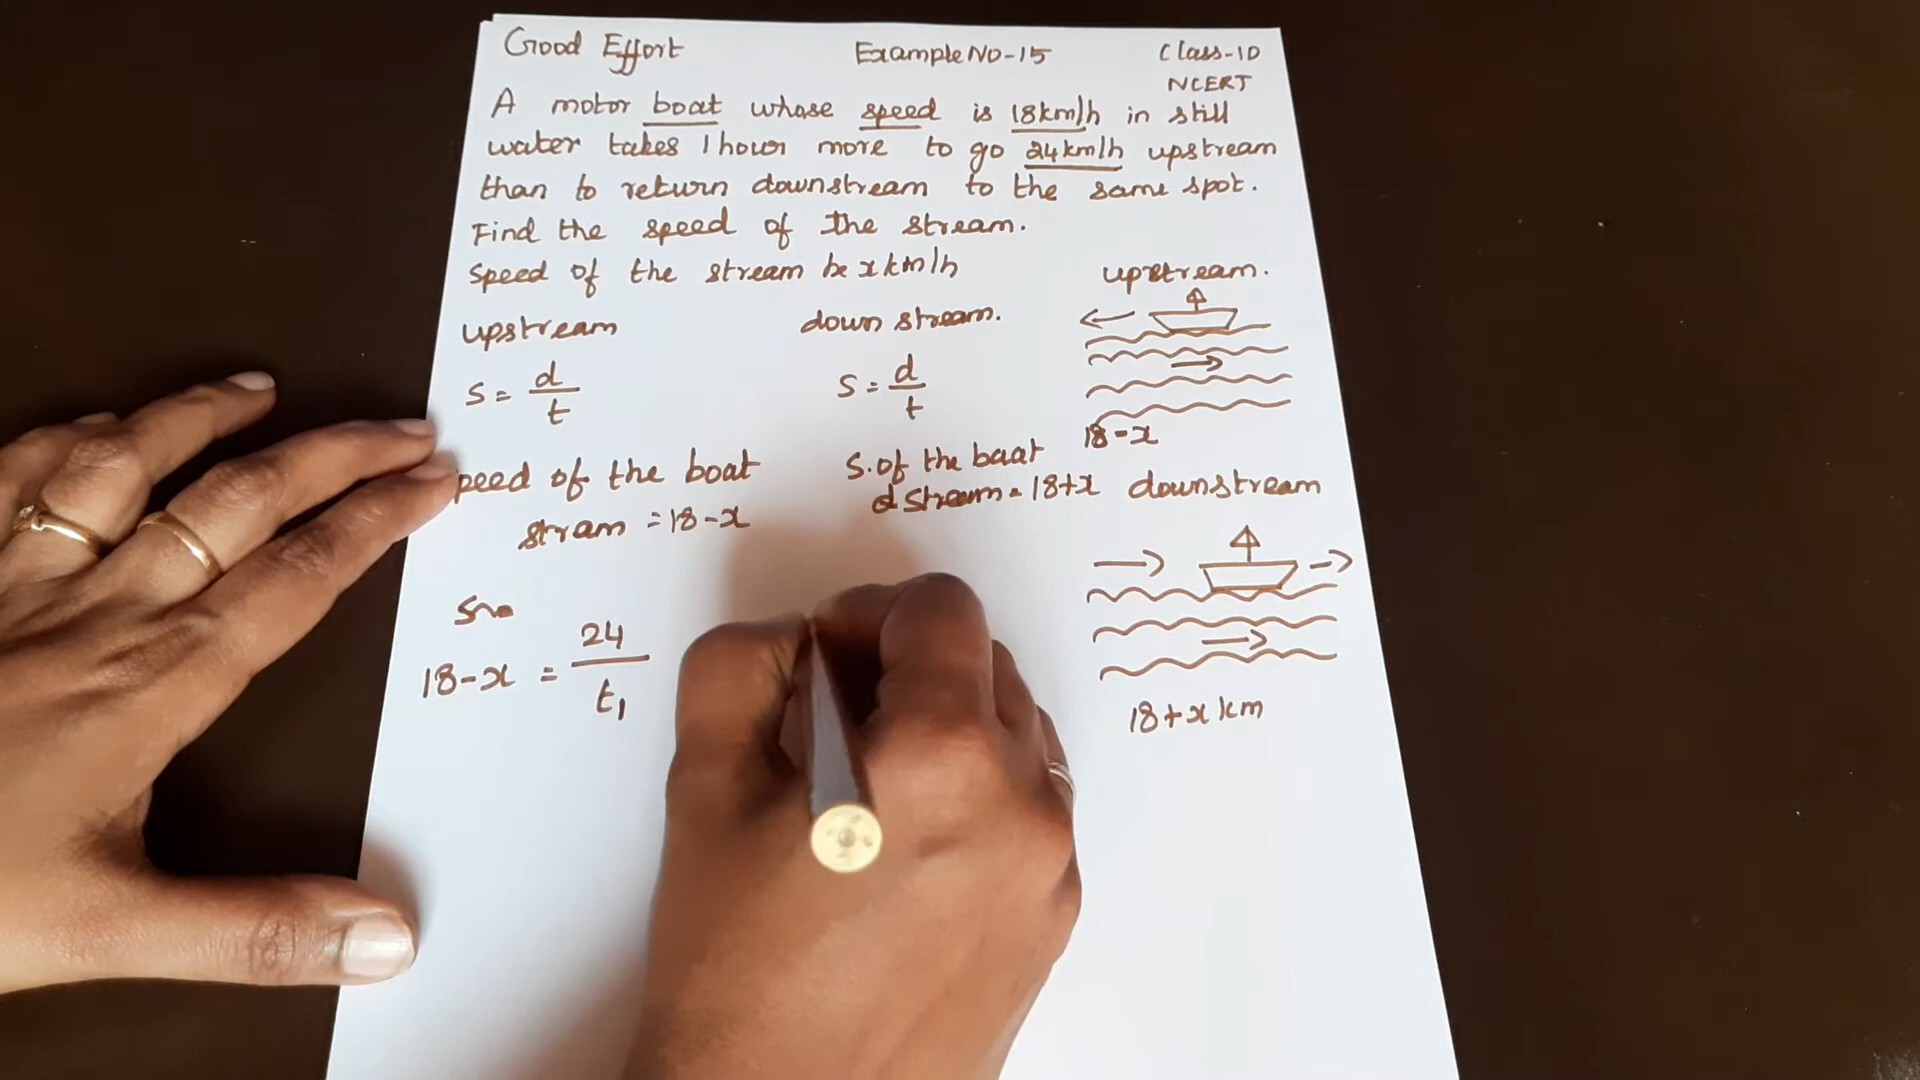 Good Effort
Example No-15
Class-10
NCERT
A motor boat whose speed is 18km/h in still
water takes 1 hour more to go 24km/h upstream
than to return downstream to the same spot.
Find the speed of the stream.
Speed of the stream be x km/h
upstream
s = d/t
peed of the boat
stram = 18-x
18-x = 24/t₁
down stream.
s = d/t
S. of the boat
d stream = 18+x
upstream.
18-x
downstream
18+x km